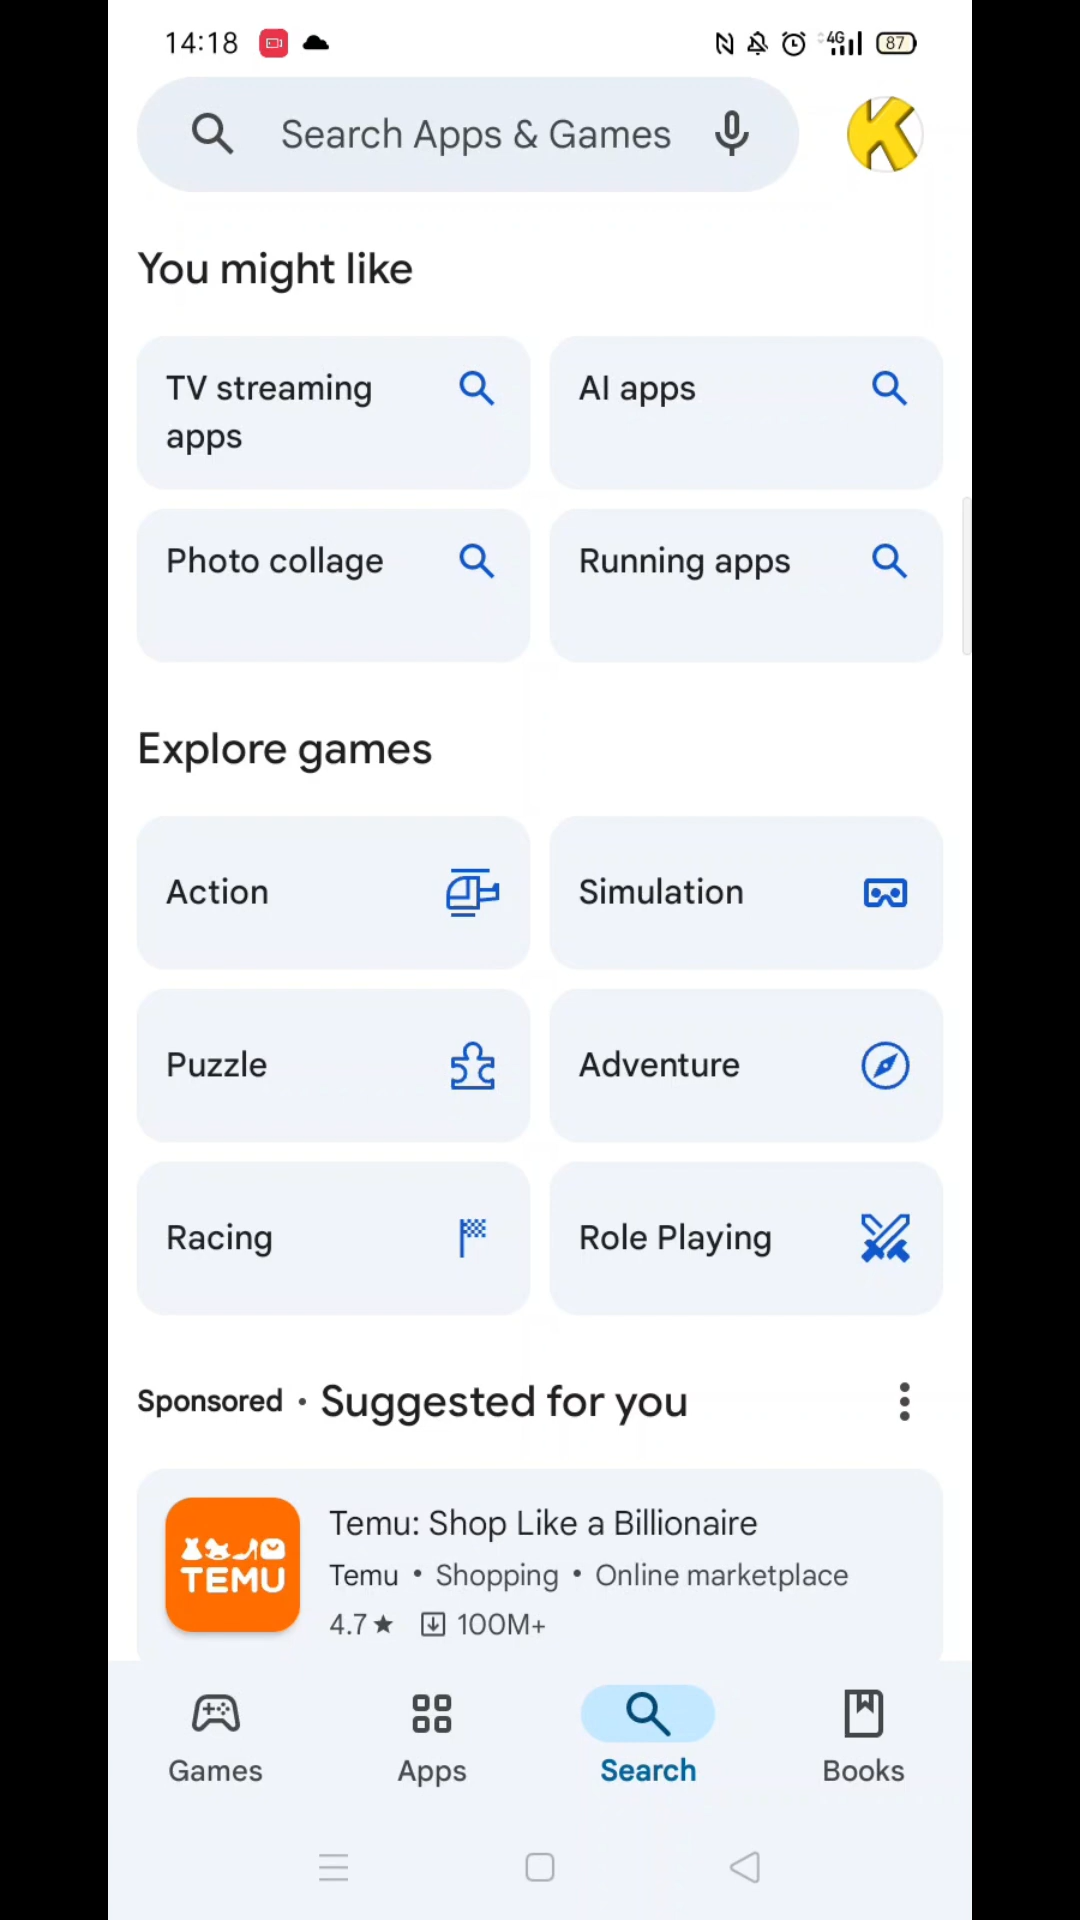 14:18
4G
87
Search Apps & Games
You might like
TV streaming
apps
AI apps
Photo collage
Running apps
Explore games
Action
Simulation
Puzzle
Adventure
Racing
Role Playing
Sponsored • Suggested for you
TEMU
Temu: Shop Like a Billionaire
Temu • Shopping • Online marketplace
4.7★ 100M+
Games
Apps
Search
Books